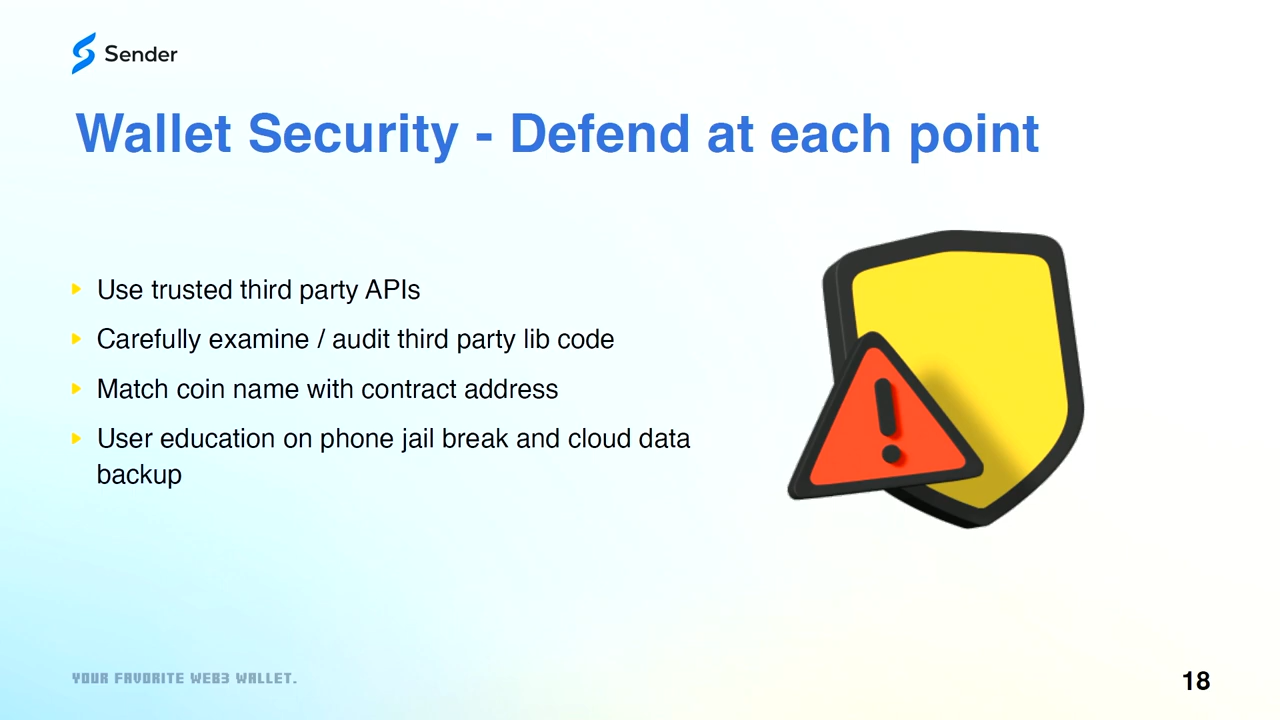 Sender
Wallet Security - Defend at each point
Use trusted third party APIs
Carefully examine / audit third party lib code
Match coin name with contract address
User education on phone jail break and cloud data
backup
YOUR FAVORITE WEB3 WALLET.
18